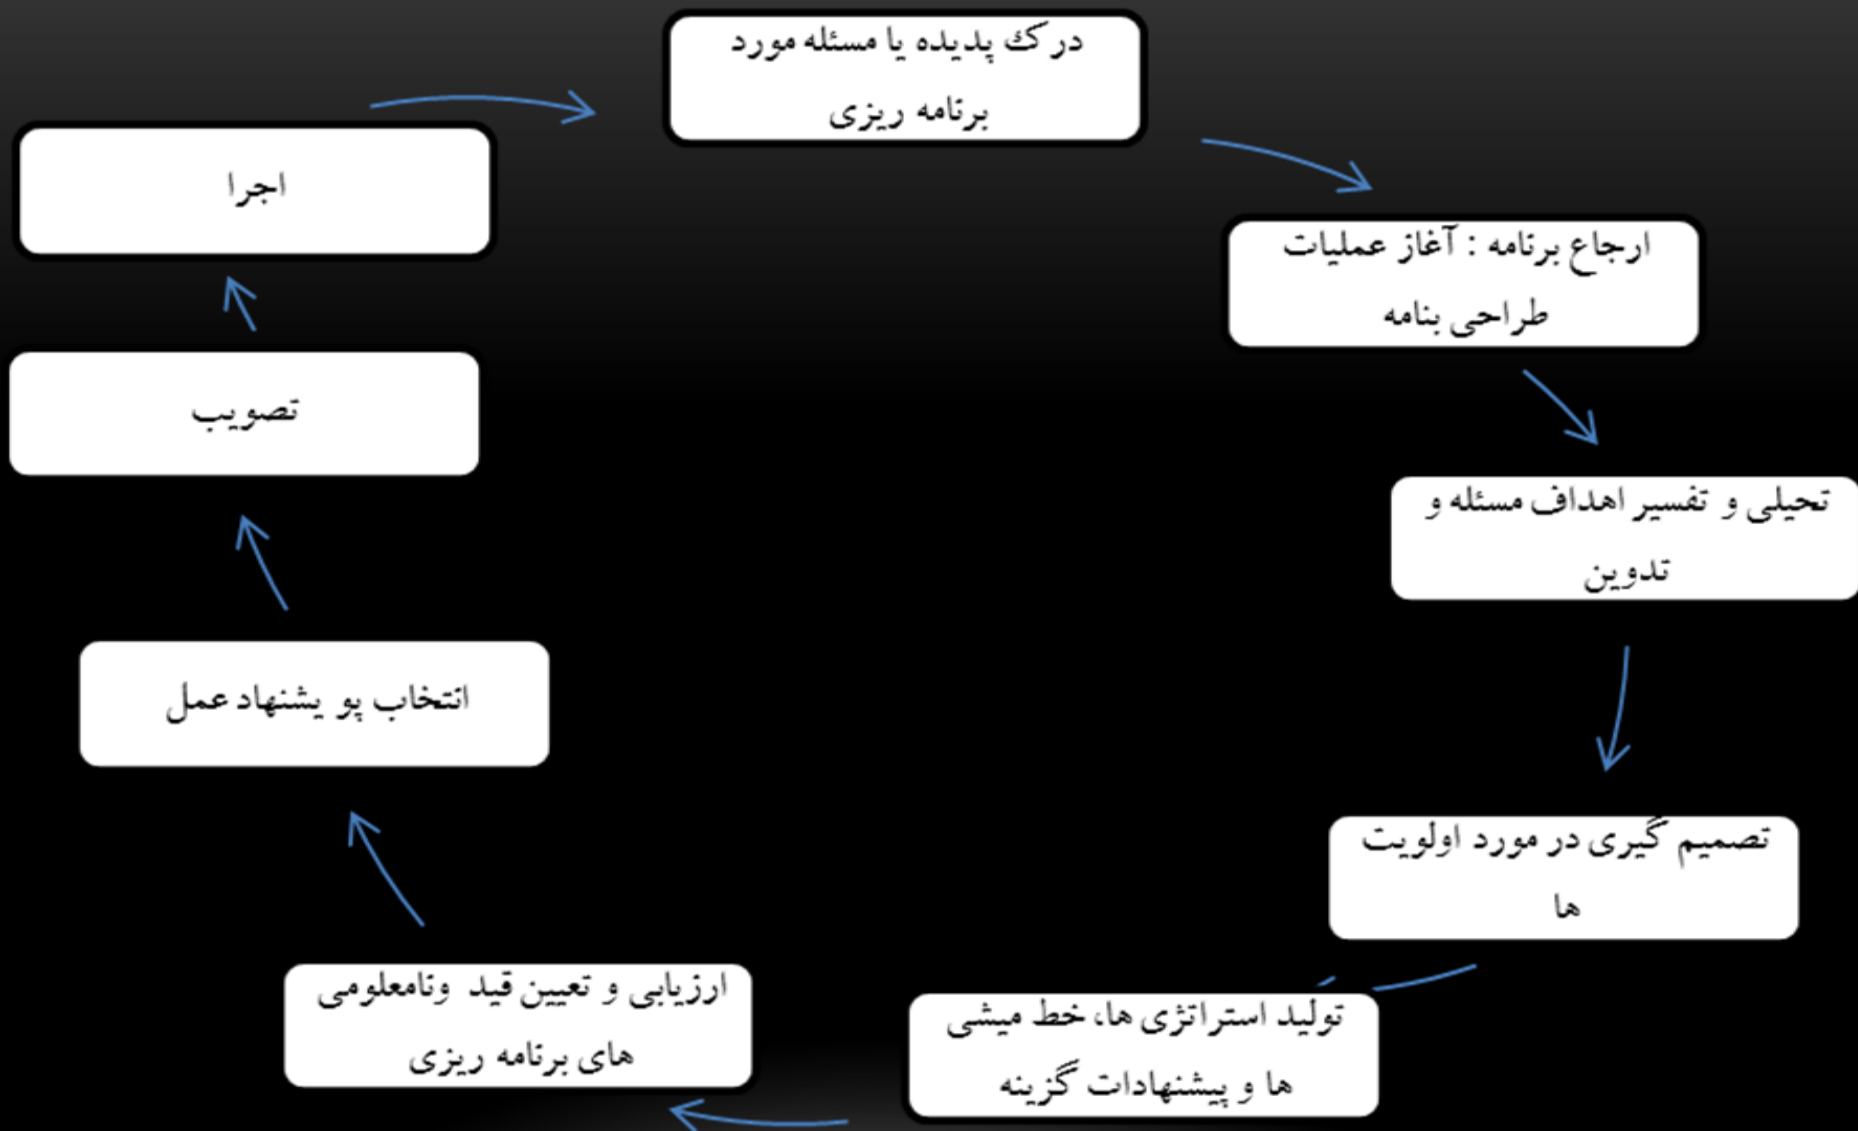 درک پدیده یا مسئله مورد
برنامه ریزی
ارجاع برنامه : آغاز عملیات
طراحی بنامه
تحیلی و تفسیر اهداف مسئله و
تدوین
تصمیم گیری در مورد اولویت
ها
تولید استراتژی ها، خط میشی
ها و پیشنهادات گزینه
ارزیابی و تعیین قید ونامعلومی
های برنامه ریزی
انتخاب پو یشنهاد عمل
تصویب
اجرا